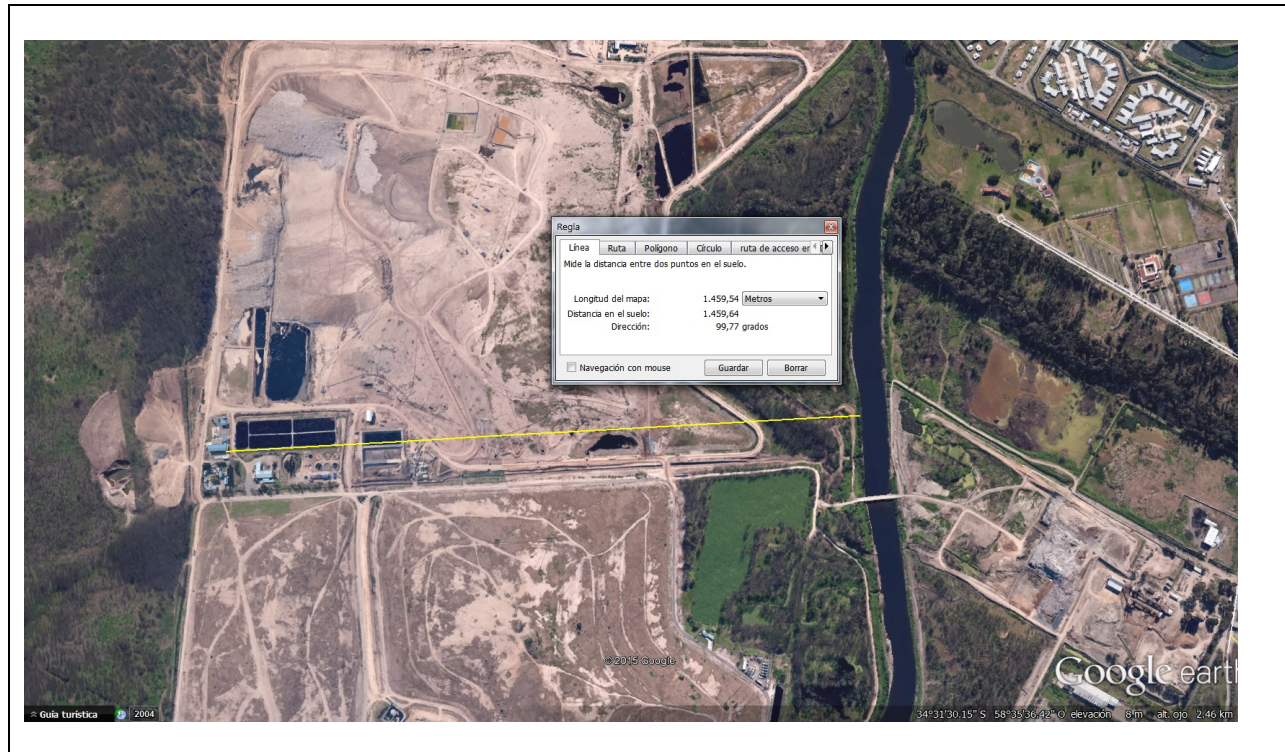 Regla
Línea Ruta Polígono Círculo ruta de acceso en
Mide la distancia entre dos puntos en el suelo.
Longitud del mapa: 1.459,54 Metros
Distancia en el suelo: 1.459,64
Dirección: 99,77 grados
Navegación con mouse Guardar Borrar
© 2015 Google
Google earth
Guía turística 2004 34°31'30.15" S 58°35'36.42" O elevación 8 m alt. ojo 2.46 km